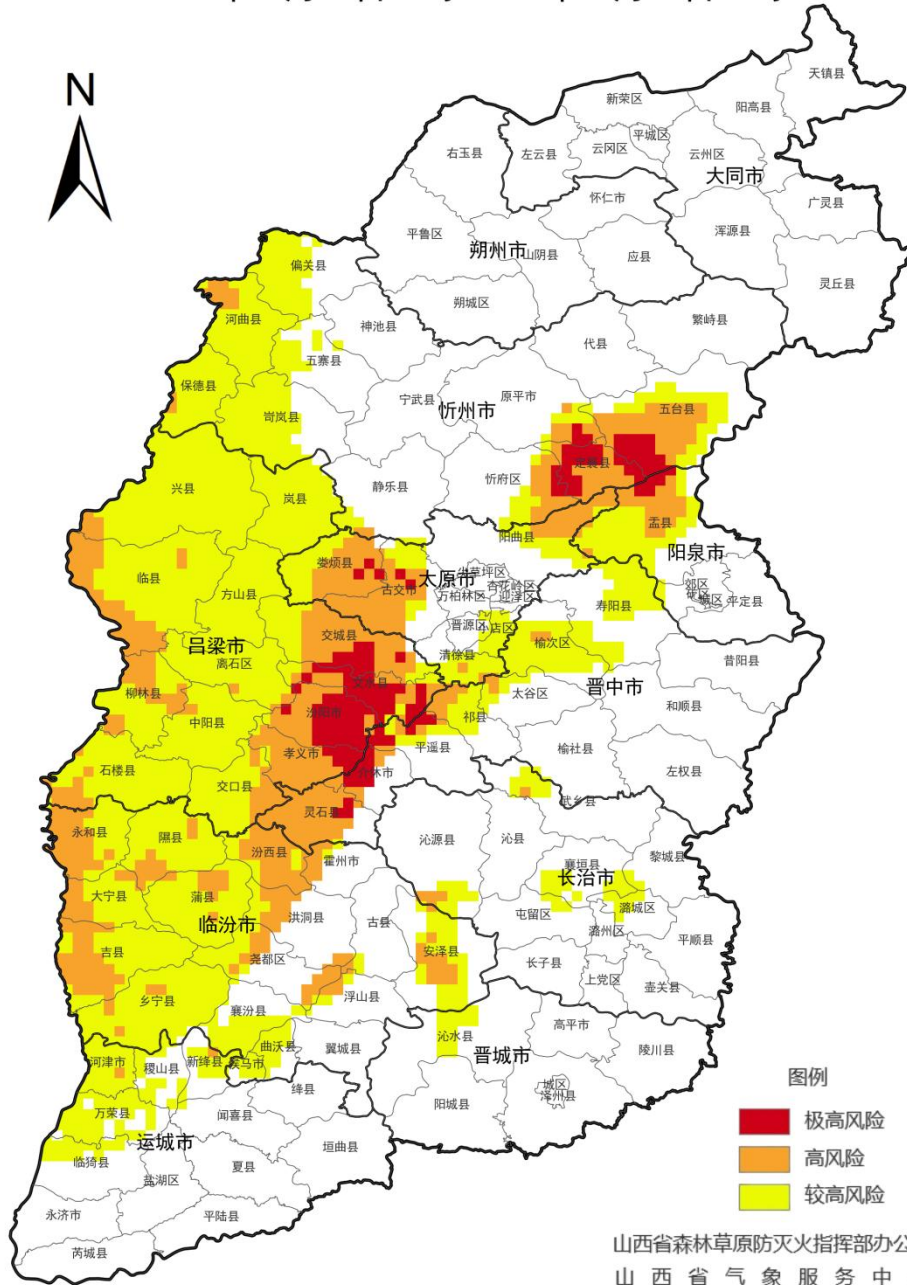 N
天镇县
新荣区
阳高县
平城区
右玉县
左云县
云冈区
云州区
大同市
怀仁市
广灵县
平鲁区
浑源县
朔州市
山阴县
应县
偏关县
灵丘县
朔城区
河曲县
神池县
繁峙县
代县
五寨县
保德县
宁武县
原平市
忻州市
五台县
岢岚县
定襄县
静乐县
忻府区
兴县
岚县
盂县
阳曲县
阳泉市
娄烦县
太原市
尖草坪区
临县
古交市
杏花岭区
郊区
方山县
万柏林区
迎泽区
城区
平定县
寿阳县
晋源区
小店区
交城县
吕梁市
榆次区
离石区
清徐县
昔阳县
文水县
太谷区
晋中市
柳林县
汾阳市
祁县
和顺县
中阳县
平遥县
孝义市
榆社县
石楼县
介休市
左权县
交口县
武乡县
灵石县
永和县
隰县
沁源县
沁县
汾西县
霍州市
黎城县
襄垣县
长治市
大宁县
蒲县
潞城区
临汾市
洪洞县
古县
屯留区
潞州区
平顺县
吉县
尧都区
安泽县
长子县
上党区
壶关县
乡宁县
浮山县
襄汾县
沁水县
高平市
曲沃县
翼城县
晋城市
陵川县
河津市
稷山县
新绛县
侯马市
城区
泽州县
绛县
阳城县
万荣县
闻喜县
运城市
垣曲县
临猗县
夏县
盐湖区
永济市
平陆县
芮城县
图例
极高风险
高风险
较高风险
山西省森林草原防灭火指挥部办公
山西省气象服务中